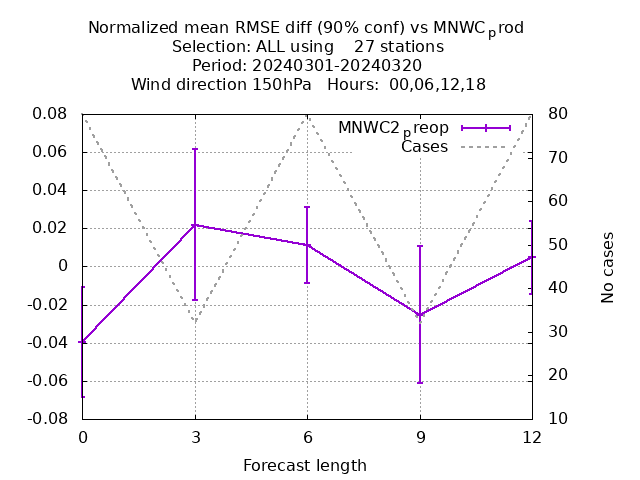 Normalized mean RMSE diff (90% conf) vs MNWCprod
Selection: ALL using    27 stations
Period: 20240301-20240320
Wind direction 150hPa   Hours:  00,06,12,18
0.08
0.06
0.04
0.02
0
-0.02
-0.04
-0.06
-0.08
MNWC2preop
Cases
80
70
60
50
40
30
20
10
No cases
0 3 6 9 12
Forecast length